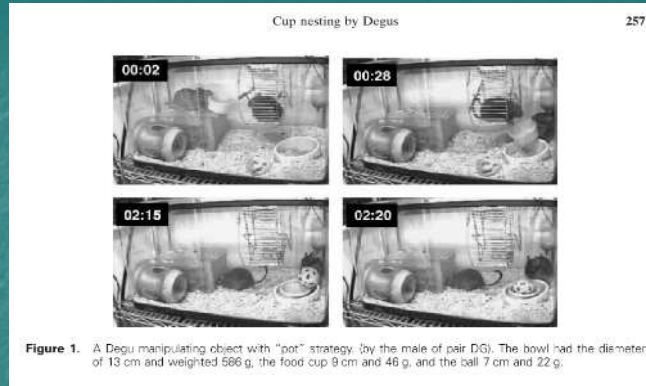 Cup nesting by Degus 257
00:02
00:28
02:15
02:20
Figure 1. A Degu manipulating object with "pot" strategy. (by the male of pair DG). The bowl had the diameter
of 13 cm and weighted 586 g, the food cup 9 cm and 46 g, and the ball 7 cm and 22 g.